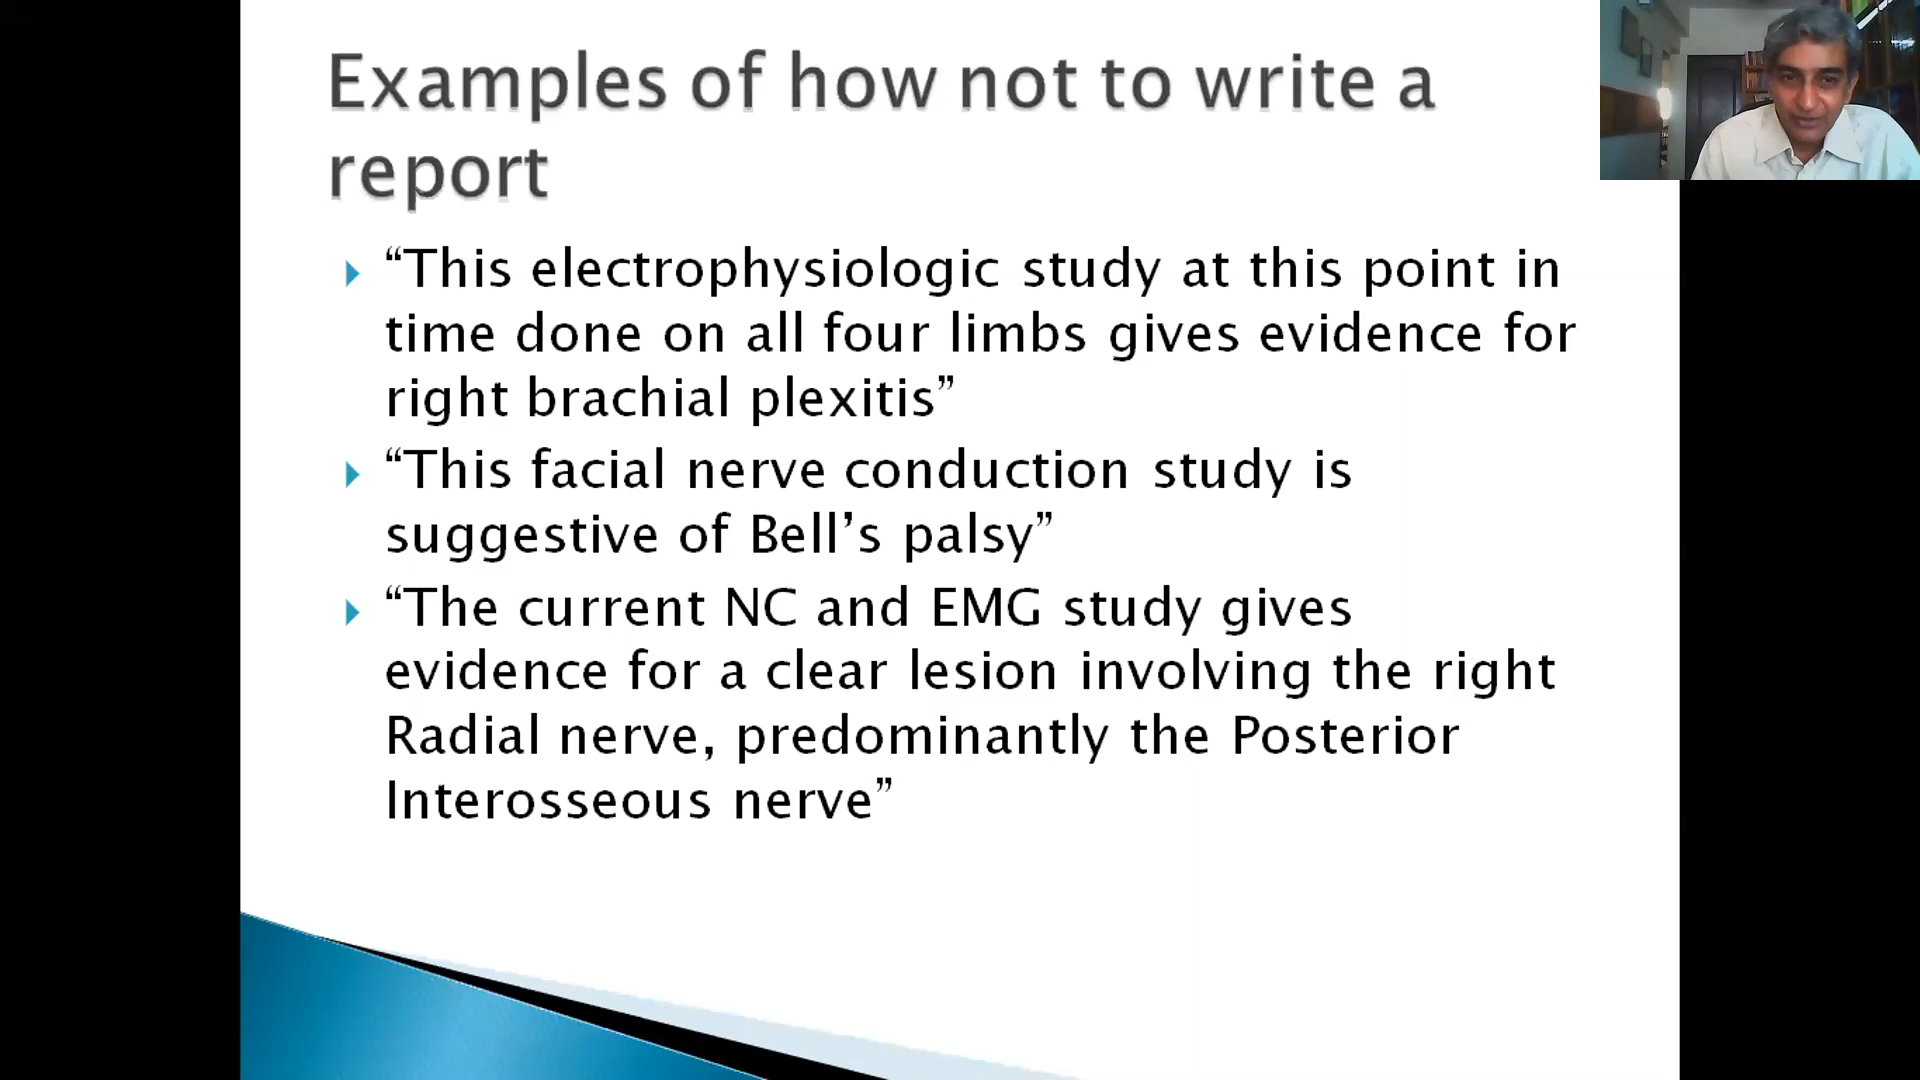 Examples of how not to write a
report
“This electrophysiologic study at this point in
time done on all four limbs gives evidence for
right brachial plexitis”
“This facial nerve conduction study is
suggestive of Bell’s palsy”
“The current NC and EMG study gives
evidence for a clear lesion involving the right
Radial nerve, predominantly the Posterior
Interosseous nerve”